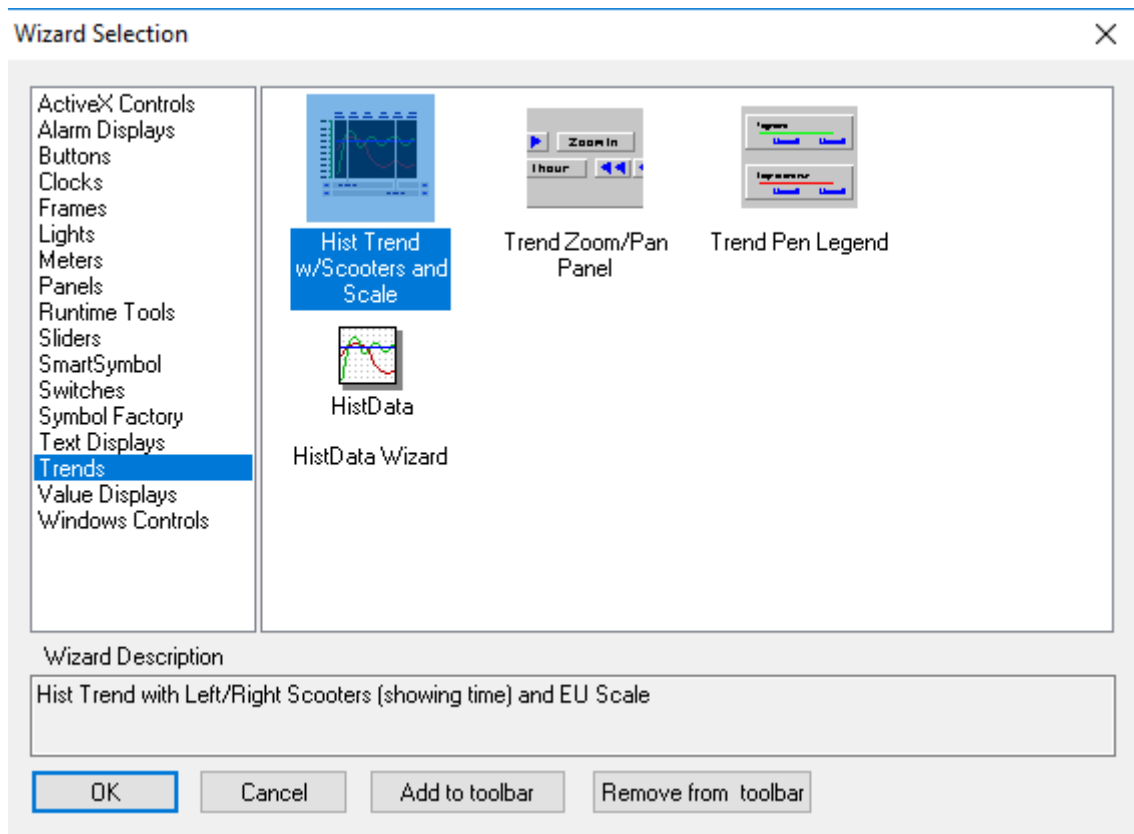 Wizard Selection
ActiveX Controls
Alarm Displays
Buttons
Clocks
Frames
Lights
Meters
Panels
Runtime Tools
Sliders
SmartSymbol
Switches
Symbol Factory
Text Displays
Trends
Value Displays
Windows Controls
Hist Trend
w/Scooters and
Scale
Zoom In
1hour
Trend Zoom/Pan
Panel
Trend Pen Legend
HistData
HistData Wizard
Wizard Description
Hist Trend with Left/Right Scooters (showing time) and EU Scale
OK
Cancel
Add to toolbar
Remove from toolbar